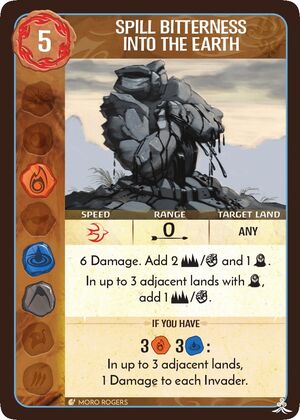 5
SPILL BITTERNESS
INTO THE EARTH
SPEED RANGE TARGET LAND
0 ANY
6 Damage. Add 2 / and 1 .
In up to 3 adjacent lands with ,
add 1 / .
IF YOU HAVE
3 3 :
In up to 3 adjacent lands,
1 Damage to each Invader.
MORO ROGERS